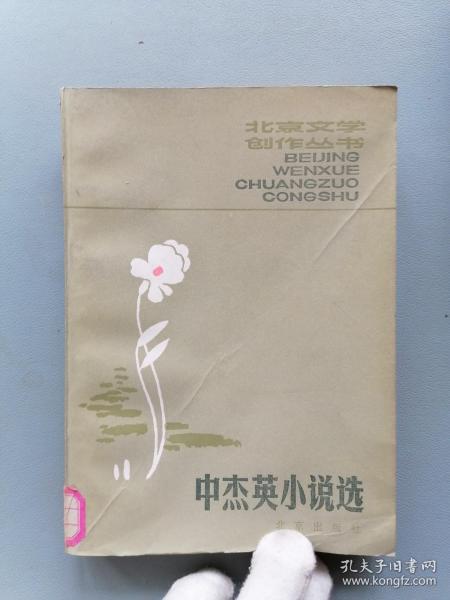 北京文学
创作丛书
BEIJING
WENXUE
CHUANGZUO
CONGSHU
中杰英小说选
北京出版社
孔夫子旧书网
www.kongfz.com